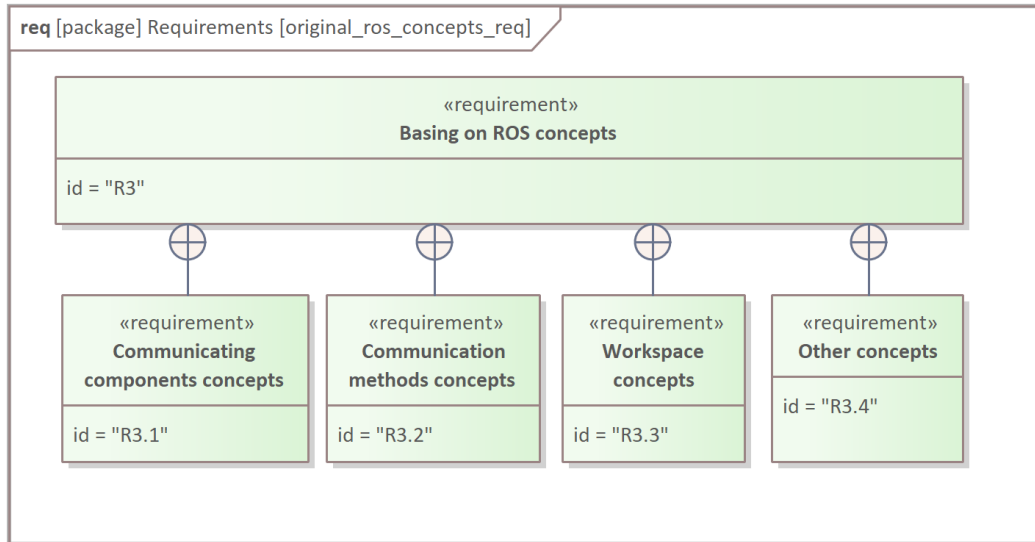 req [package] Requirements [original_ros_concepts_req]
«requirement»
Basing on ROS concepts
id = "R3"
«requirement»
Communicating
components concepts
id = "R3.1"
«requirement»
Communication
methods concepts
id = "R3.2"
«requirement»
Workspace
concepts
id = "R3.3"
«requirement»
Other concepts
id = "R3.4"